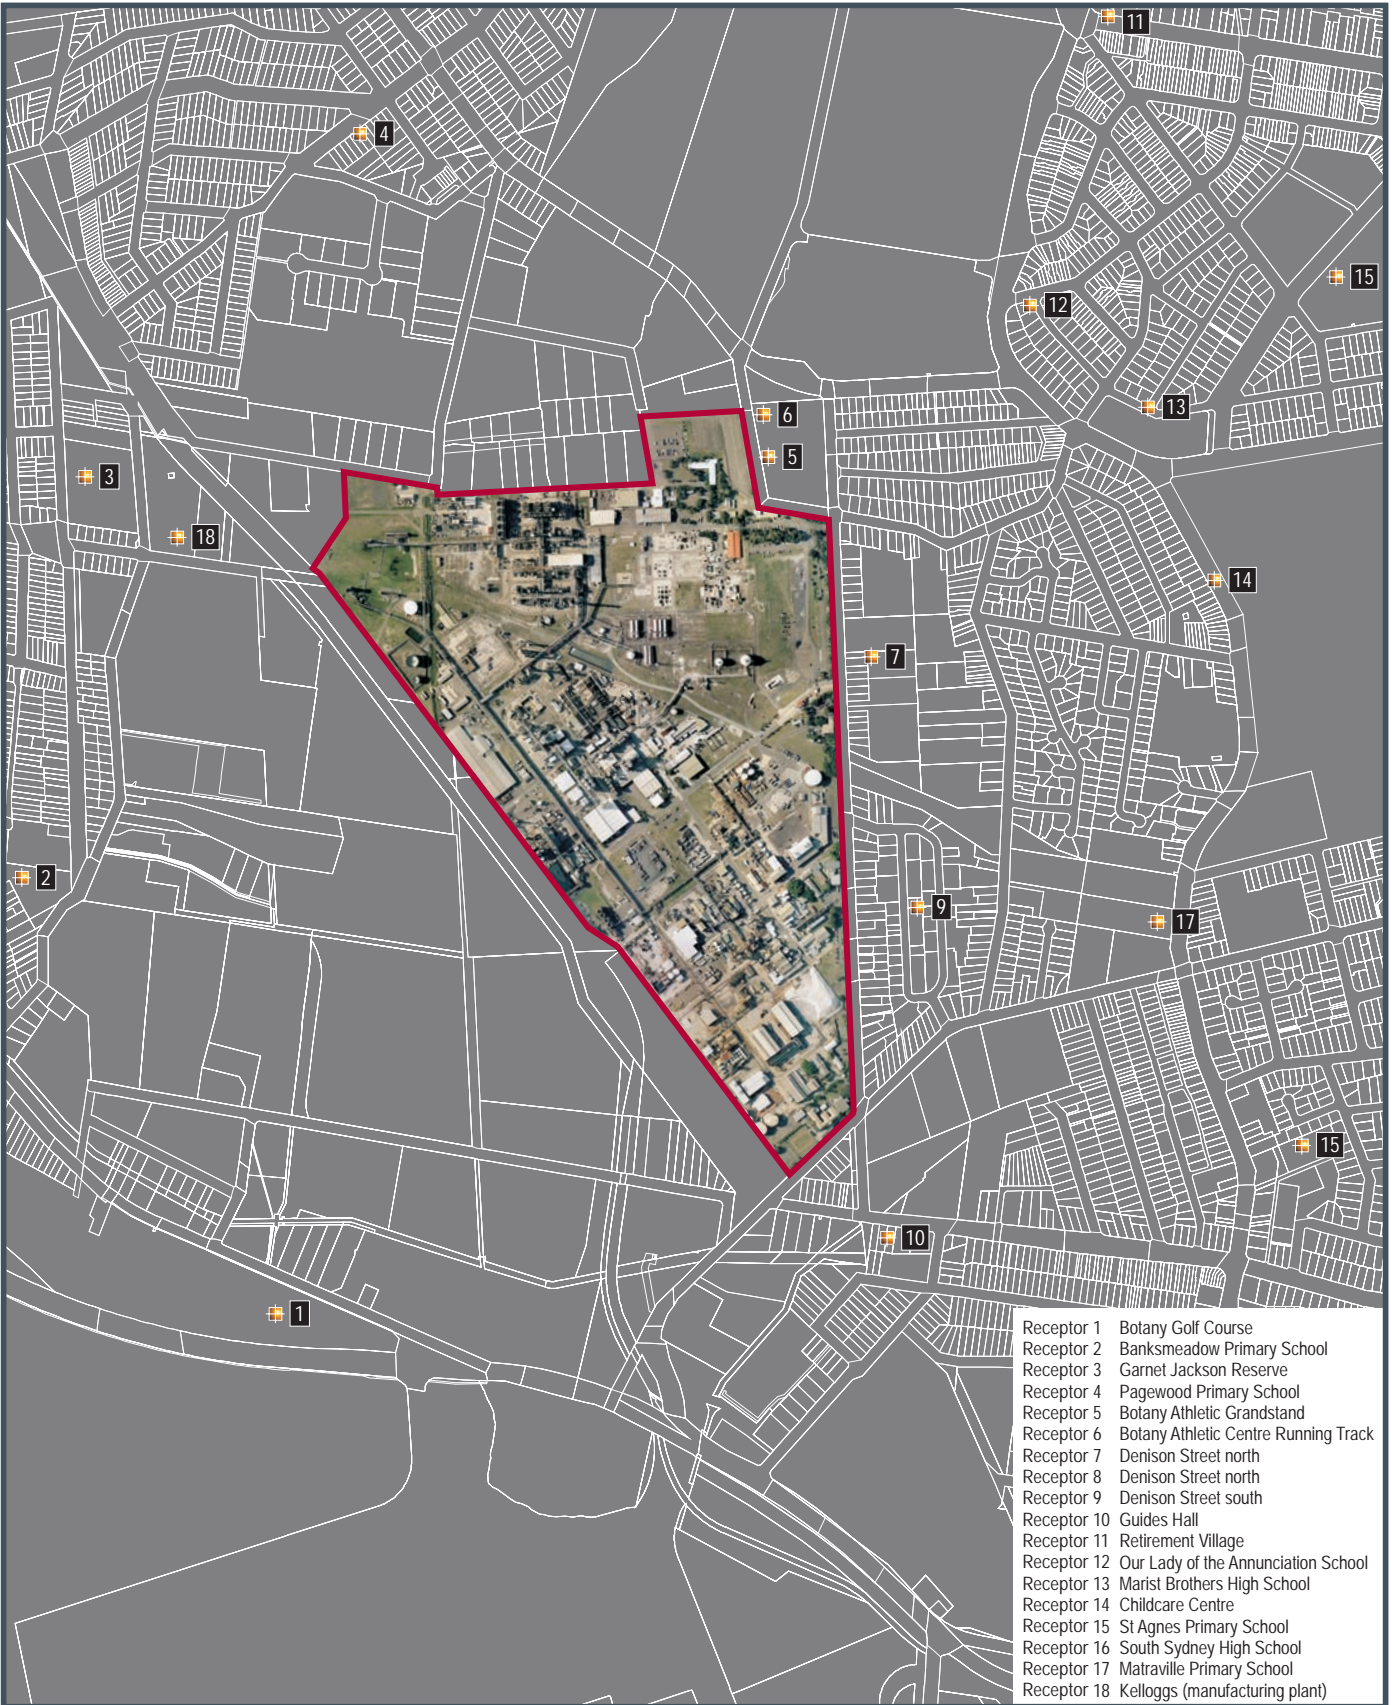 11
4
15
12
13
6
5
3
18
14
7
2
9
17
15
10
1
Receptor 1 Botany Golf Course
Receptor 2 Banksmeadow Primary School
Receptor 3 Garnet Jackson Reserve
Receptor 4 Pagewood Primary School
Receptor 5 Botany Athletic Grandstand
Receptor 6 Botany Athletic Centre Running Track
Receptor 7 Denison Street north
Receptor 8 Denison Street north
Receptor 9 Denison Street south
Receptor 10 Guides Hall
Receptor 11 Retirement Village
Receptor 12 Our Lady of the Annunciation School
Receptor 13 Marist Brothers High School
Receptor 14 Childcare Centre
Receptor 15 St Agnes Primary School
Receptor 16 South Sydney High School
Receptor 17 Matraville Primary School
Receptor 18 Kelloggs (manufacturing plant)